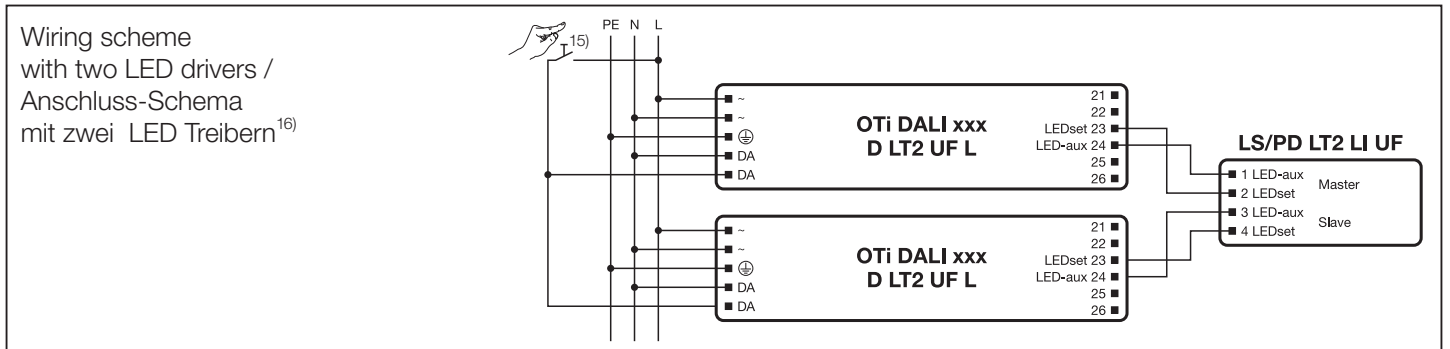 Wiring scheme
with two LED drivers /
Anschluss-Schema
mit zwei LED Treibern16)
15)
PE N L
~
~
DA
DA
OTi DALI xxx
D LT2 UF L
21
22
LEDset 23
LED-aux 24
25
26
~
~
DA
DA
OTi DALI xxx
D LT2 UF L
21
22
LEDset 23
LED-aux 24
25
26
LS/PD LT2 LI UF
1 LED-aux
2 LEDset
Master
3 LED-aux
4 LEDset
Slave